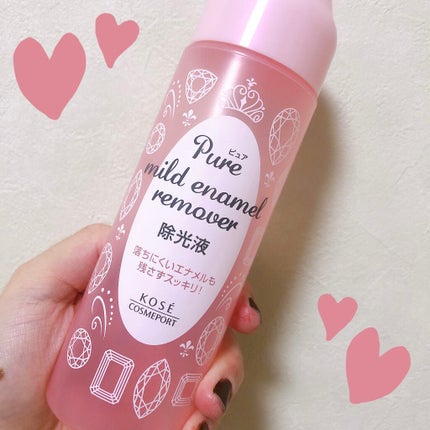 Pure
ピュア
mild enamel
remover
除光液
落ちにくいエナメルも
残さずスッキリ!
KOSÉ
COSMEPORT